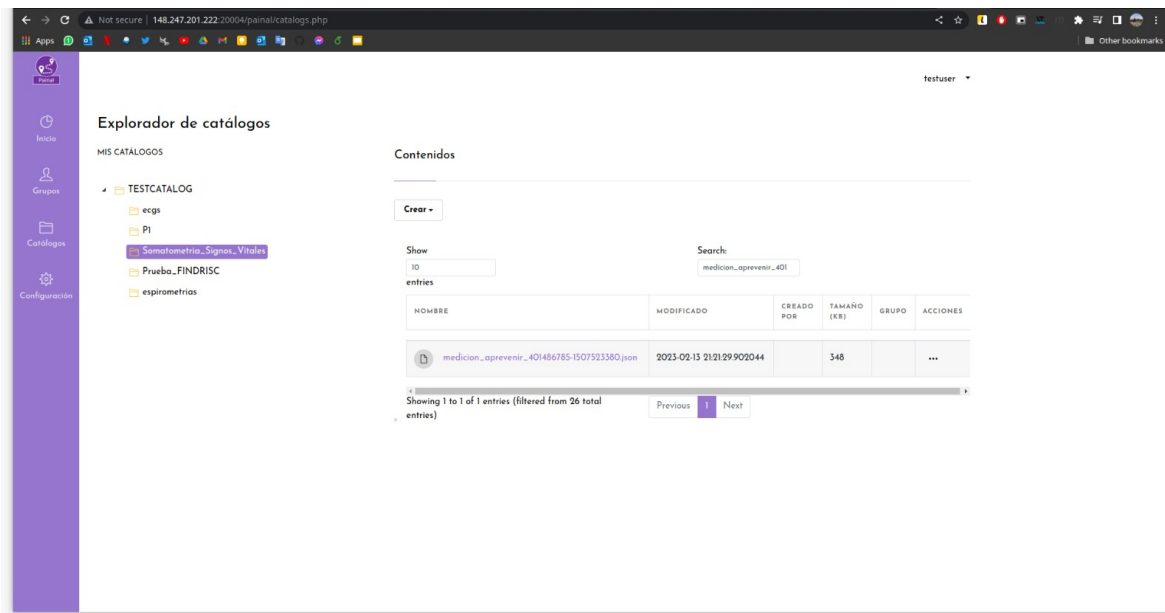 Not secure | 148.247.201.222:20004/painal/catalogs.php
Apps
Other bookmarks
Painal
testuser
Inicio
Grupos
Catálogos
Configuración
Explorador de catálogos
MIS CATÁLOGOS
TESTCATALOG
ecgs
P1
Somatometria_Signos_Vitales
Prueba_FINDRISC
espirometrias
Contenidos
Crear
Show
10
entries
Search:
medicion_aprevenir_401
NOMBRE MODIFICADO CREADO POR TAMAÑO (KB) GRUPO ACCIONES
medicion_aprevenir_401486785-1507523380.json 2023-02-13 21:21:29.902044 348 •••
Showing 1 to 1 of 1 entries (filtered from 26 total
entries)
Previous 1 Next